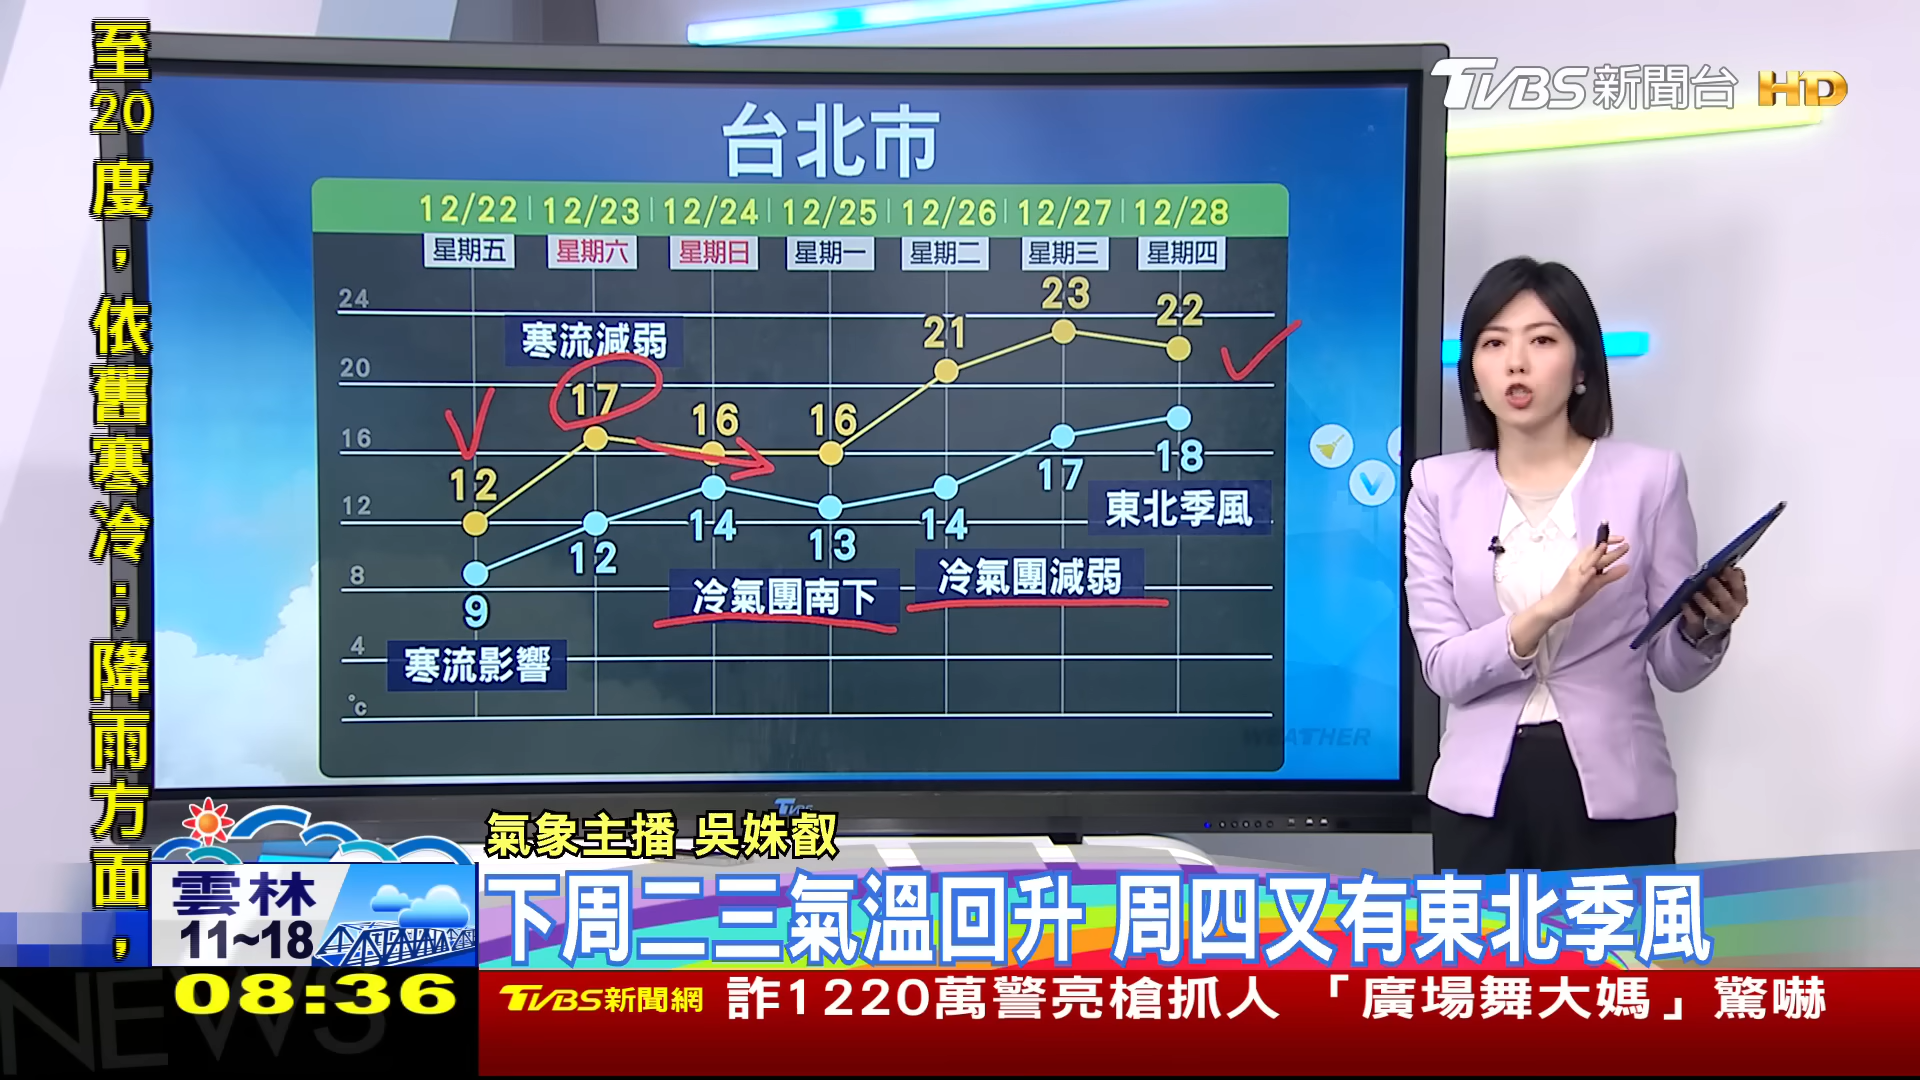 至20度，依舊寒冷；降雨方面，
TVBS新聞台 HD
台北市
12/22 12/23 12/24 12/25 12/26 12/27 12/28
星期五 星期六 星期日 星期一 星期二 星期三 星期四
24
20
16
12
8
4
°c
12 17 16 16 21 23 22
9 12 14 13 14 17 18
寒流減弱
東北季風
冷氣團南下
冷氣團減弱
寒流影響
WEATHER
TVBS
氣象主播 吳姝叡
雲林
11~18
下周二三氣溫回升 周四又有東北季風
NEWS
08:36
TVBS新聞網 詐1220萬警亮槍抓人 「廣場舞大媽」驚嚇